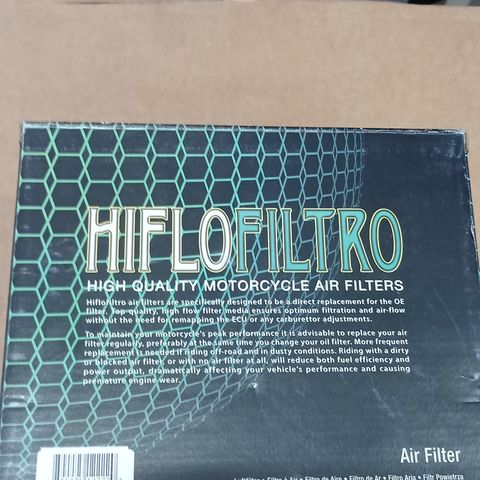 HIFLOFILTRO
HIGH QUALITY MOTORCYCLE AIR FILTERS
Hiflofiltro air filters are specifically designed to be a direct replacement for the OE
filter. Top quality, high flow filter media ensures optimum filtration and air-flow
without the need for remapping the ECU or any carburettor adjustments.
To maintain your motorcycle's peak performance it is advisable to replace your air
filter regularly, preferably at the same time you change your oil filter. More frequent
replacement is needed if riding off-road and in dusty conditions. Riding with a dirty
or blocked air filter, or with no air filter at all, will reduce both fuel efficiency and
power output, dramatically affecting your vehicle's performance and causing
premature engine wear.
Air Filter
• Filtre à Air • Filtro de Aire • Filtro de Ar • Filtro Aria • Filtr Powietrza